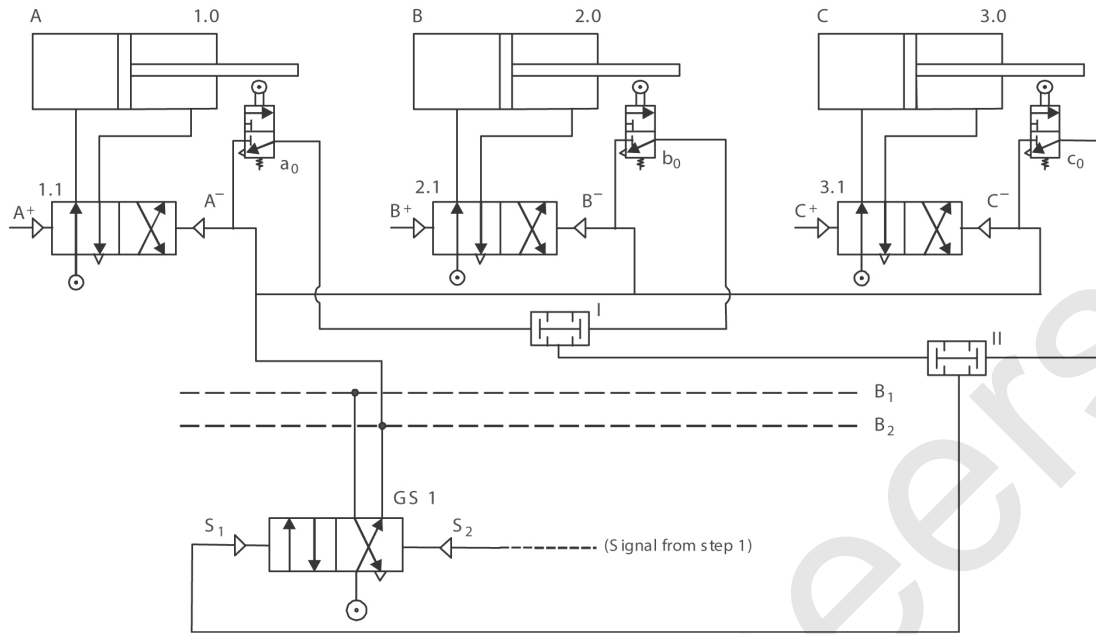 A 1.0 B 2.0 C 3.0
a₀ b₀ c₀
1.1 A⁻ 2.1 B⁻ 3.1 C⁻
A⁺ B⁺ C⁺
I
II
B₁
B₂
GS 1
S₁ S₂
(Signal from step 1)
eers